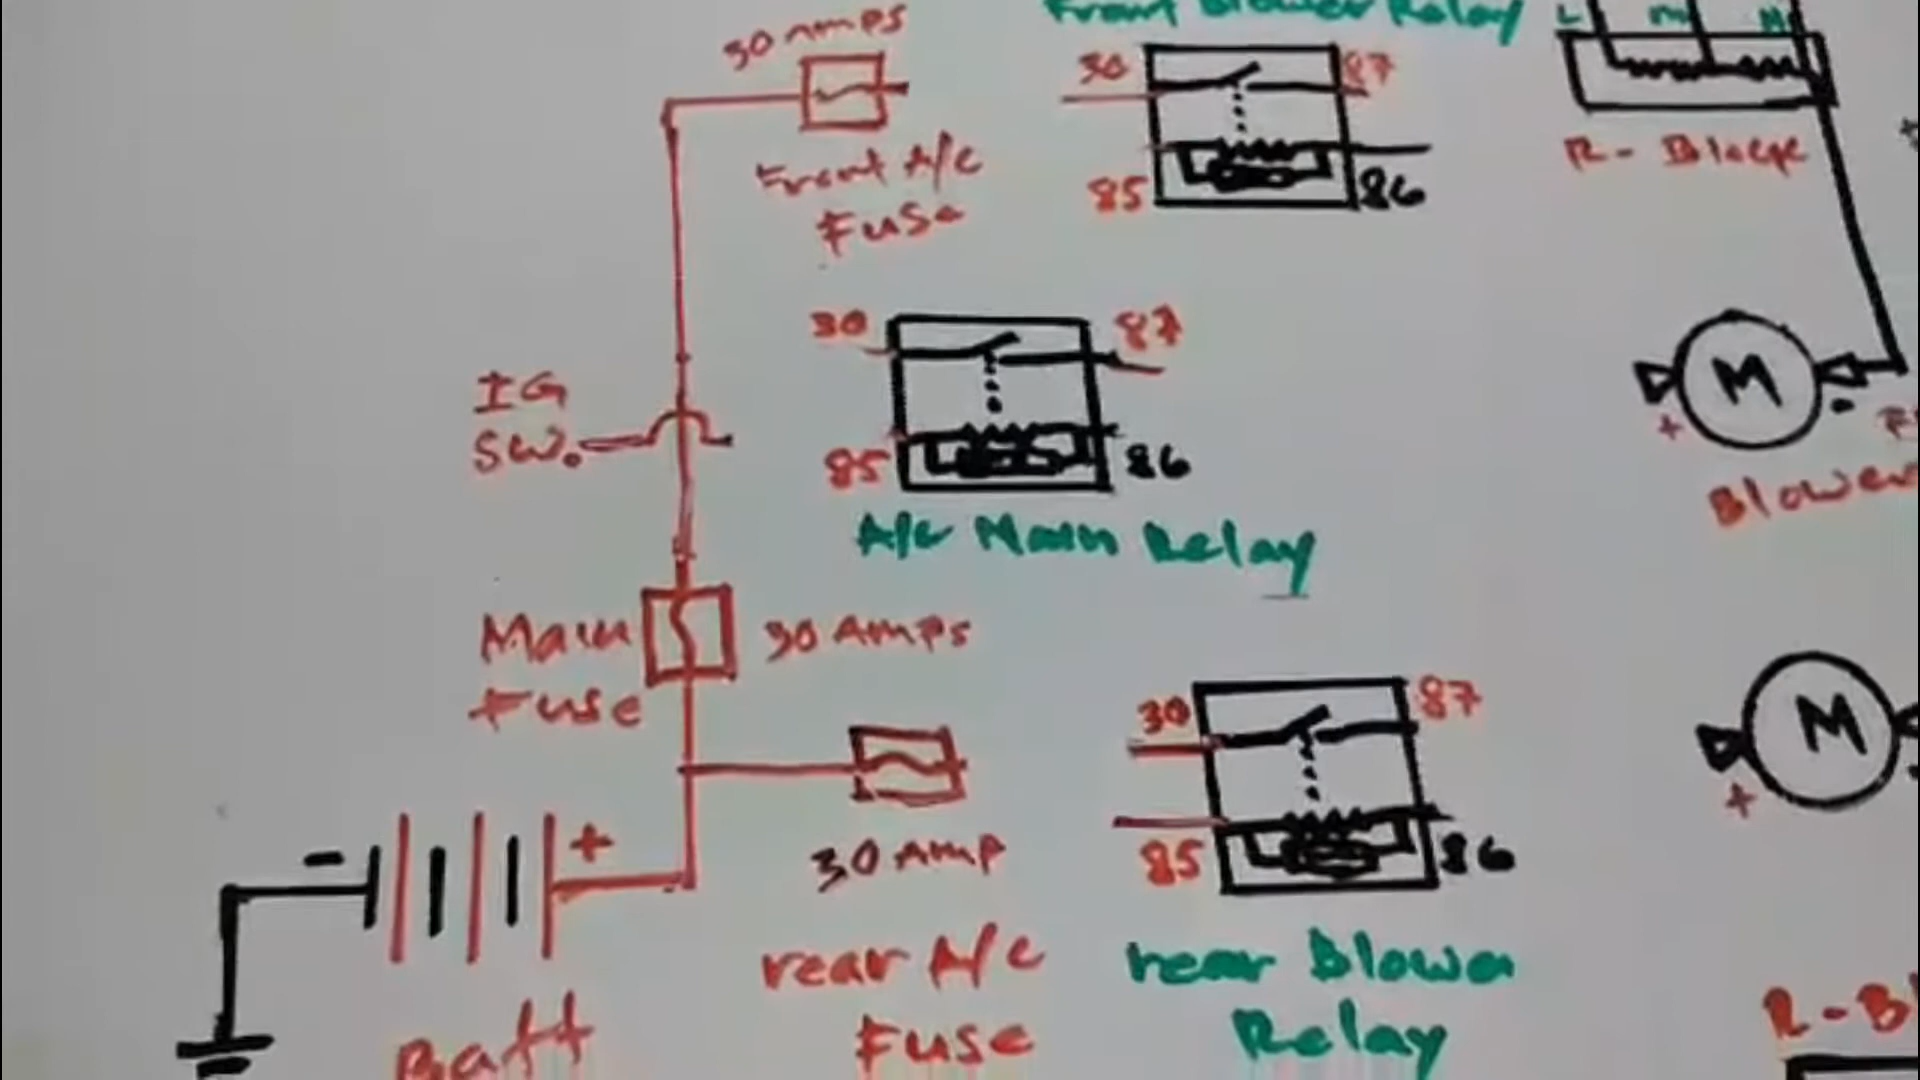 Front Blower Relay
L M H
30 Amps
30 87
85 86
Front A/c
Fuse
R- Block
30 87
85 86
IG
SW.
A/c Main Relay
M
+ -
Blower
Main
Fuse
30 Amps
30 87
85 86
M
+ -
- +
30 Amp
rear A/c
Fuse
rear Blower
Relay
Batt
R-Bl